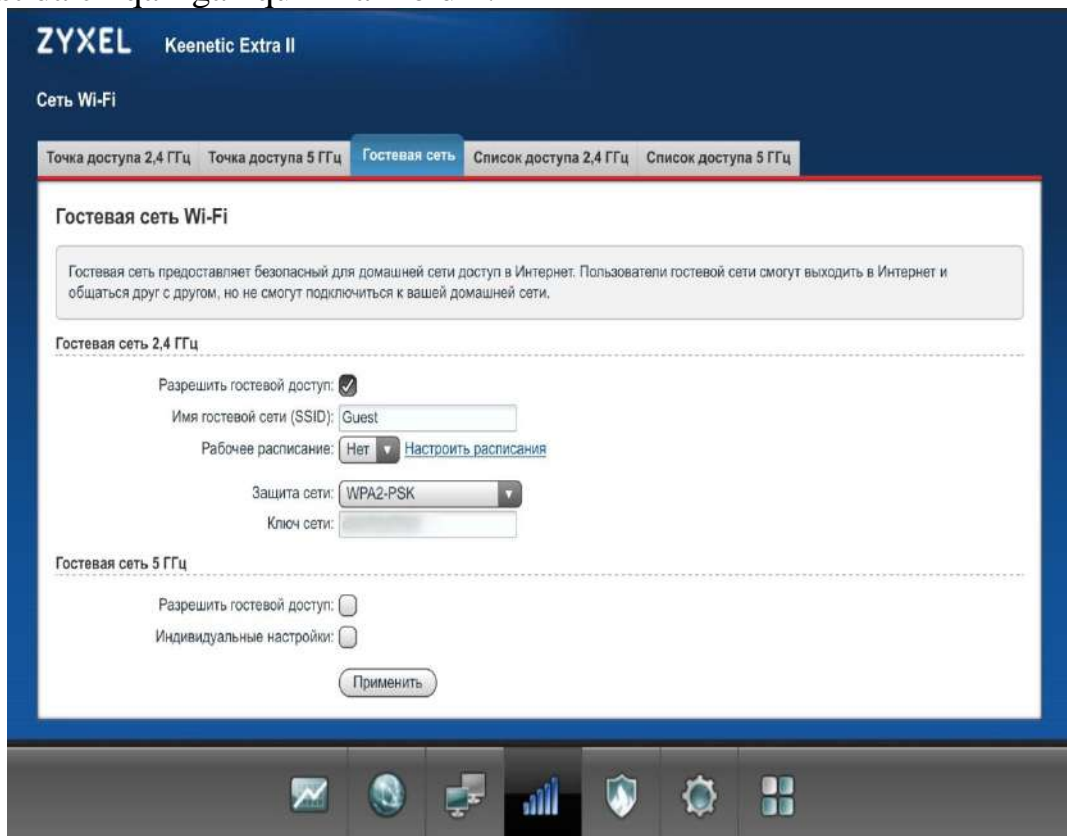 ZYXEL Keenetic Extra II
Сеть Wi-Fi
Точка доступа 2,4 ГГц Точка доступа 5 ГГц Гостевая сеть Список доступа 2,4 ГГц Список доступа 5 ГГц
Гостевая сеть Wi-Fi
Гостевая сеть предоставляет безопасный для домашней сети доступ в Интернет. Пользователи гостевой сети смогут выходить в Интернет и
общаться друг с другом, но не смогут подключиться к вашей домашней сети.
Гостевая сеть 2,4 ГГц
Разрешить гостевой доступ:
Имя гостевой сети (SSID): Guest
Рабочее расписание: Нет Настроить расписания
Защита сети: WPA2-PSK
Ключ сети:
Гостевая сеть 5 ГГц
Разрешить гостевой доступ:
Индивидуальные настройки:
Применить